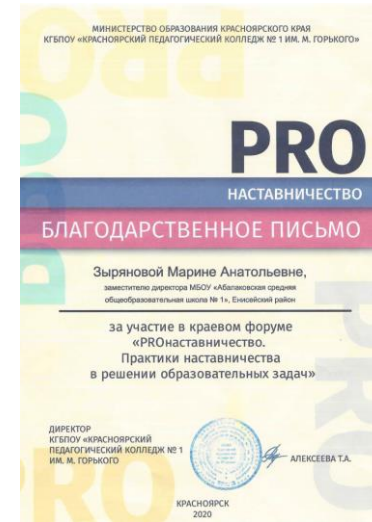 МИНИСТЕРСТВО ОБРАЗОВАНИЯ КРАСНОЯРСКОГО КРАЯ
КГБПОУ «КРАСНОЯРСКИЙ ПЕДАГОГИЧЕСКИЙ КОЛЛЕДЖ № 1 ИМ. М. ГОРЬКОГО»
PRO
НАСТАВНИЧЕСТВО
БЛАГОДАРСТВЕННОЕ ПИСЬМО
Зыряновой Марине Анатольевне,
заместителю директора МБОУ «Абалаковская средняя
общеобразовательная школа № 1», Енисейский район
за участие в краевом форуме
«PROнаставничество.
Практики наставничества
в решении образовательных задач»
ДИРЕКТОР
КГБПОУ «КРАСНОЯРСКИЙ
ПЕДАГОГИЧЕСКИЙ КОЛЛЕДЖ № 1
ИМ. М. ГОРЬКОГО
АЛЕКСЕЕВА Т.А.
КРАСНОЯРСК
2020